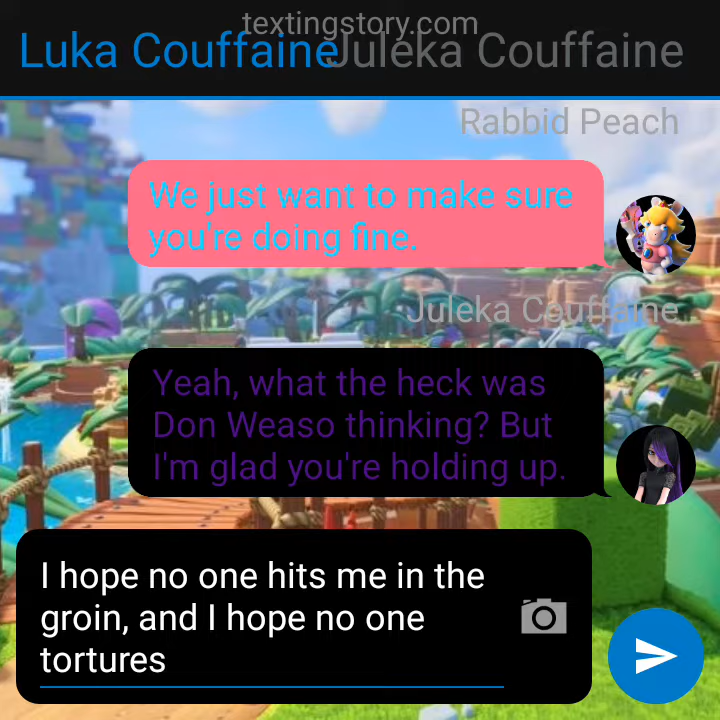 textingstory.com
Luka Couffaine Juleka Couffaine
Rabbid Peach
We just want to make sure
you're doing fine.
Juleka Couffaine
Yeah, what the heck was
Don Weaso thinking? But
I'm glad you're holding up.
I hope no one hits me in the
groin, and I hope no one
tortures